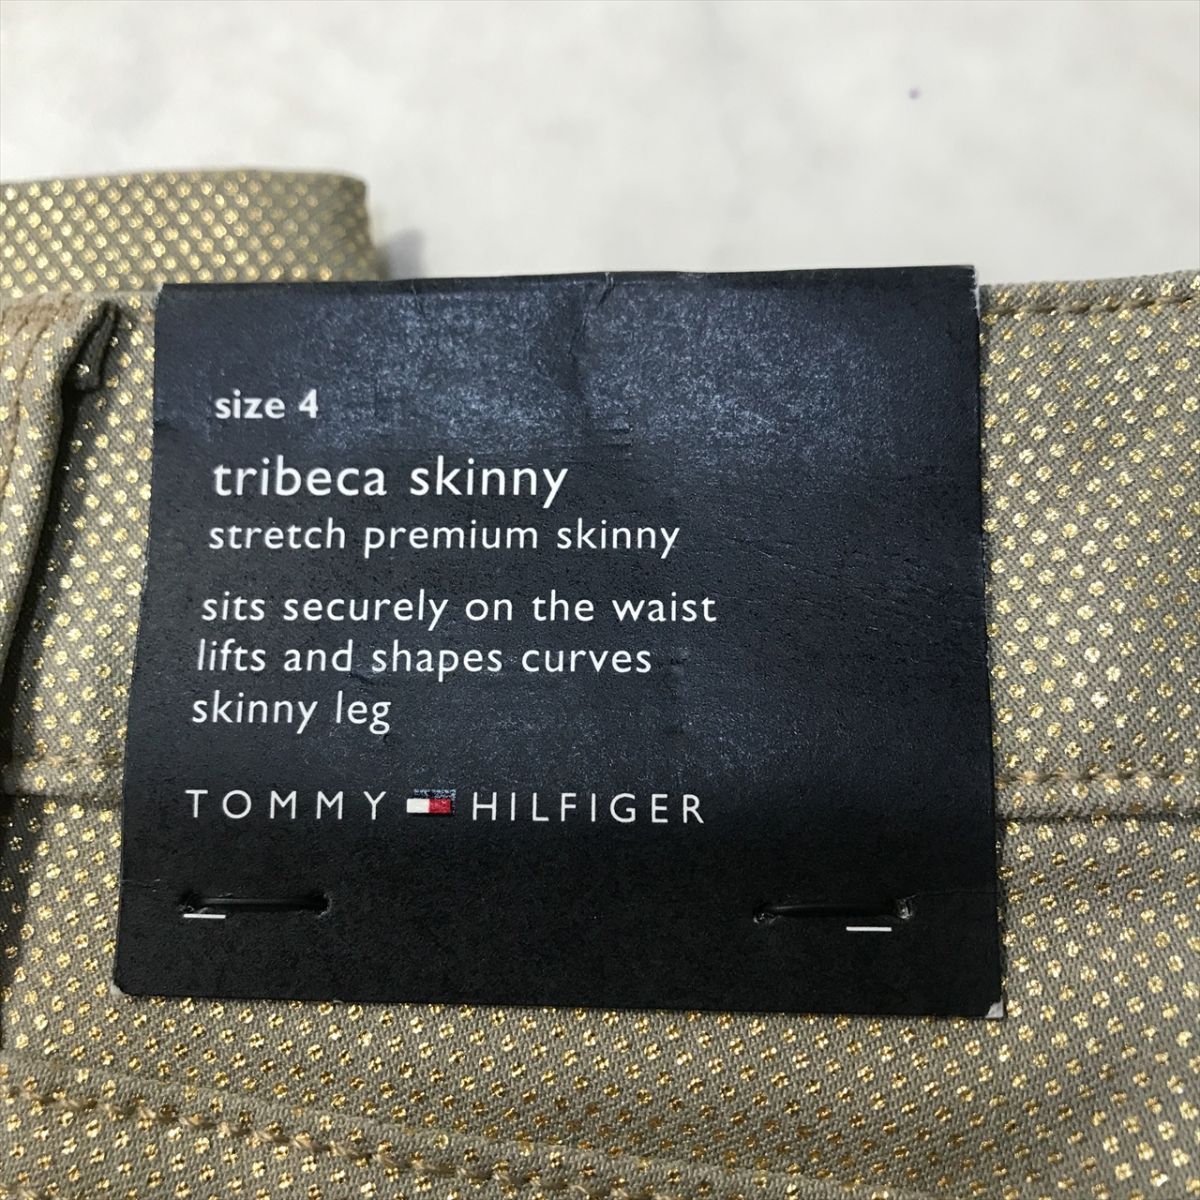 size 4
tribeca skinny
stretch premium skinny
sits securely on the waist
lifts and shapes curves
skinny leg
TOMMY HILFIGER